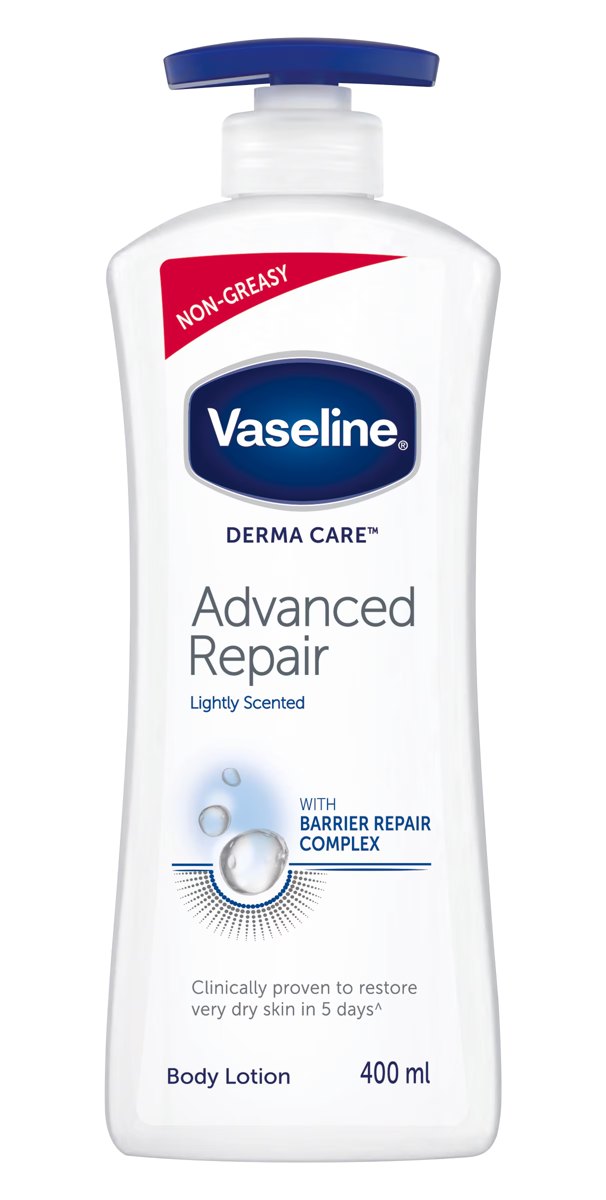 NON-GREASY
Vaseline®
DERMA CARE™
Advanced
Repair
Lightly Scented
WITH
BARRIER REPAIR
COMPLEX
Clinically proven to restore
very dry skin in 5 days^
Body Lotion 400 ml